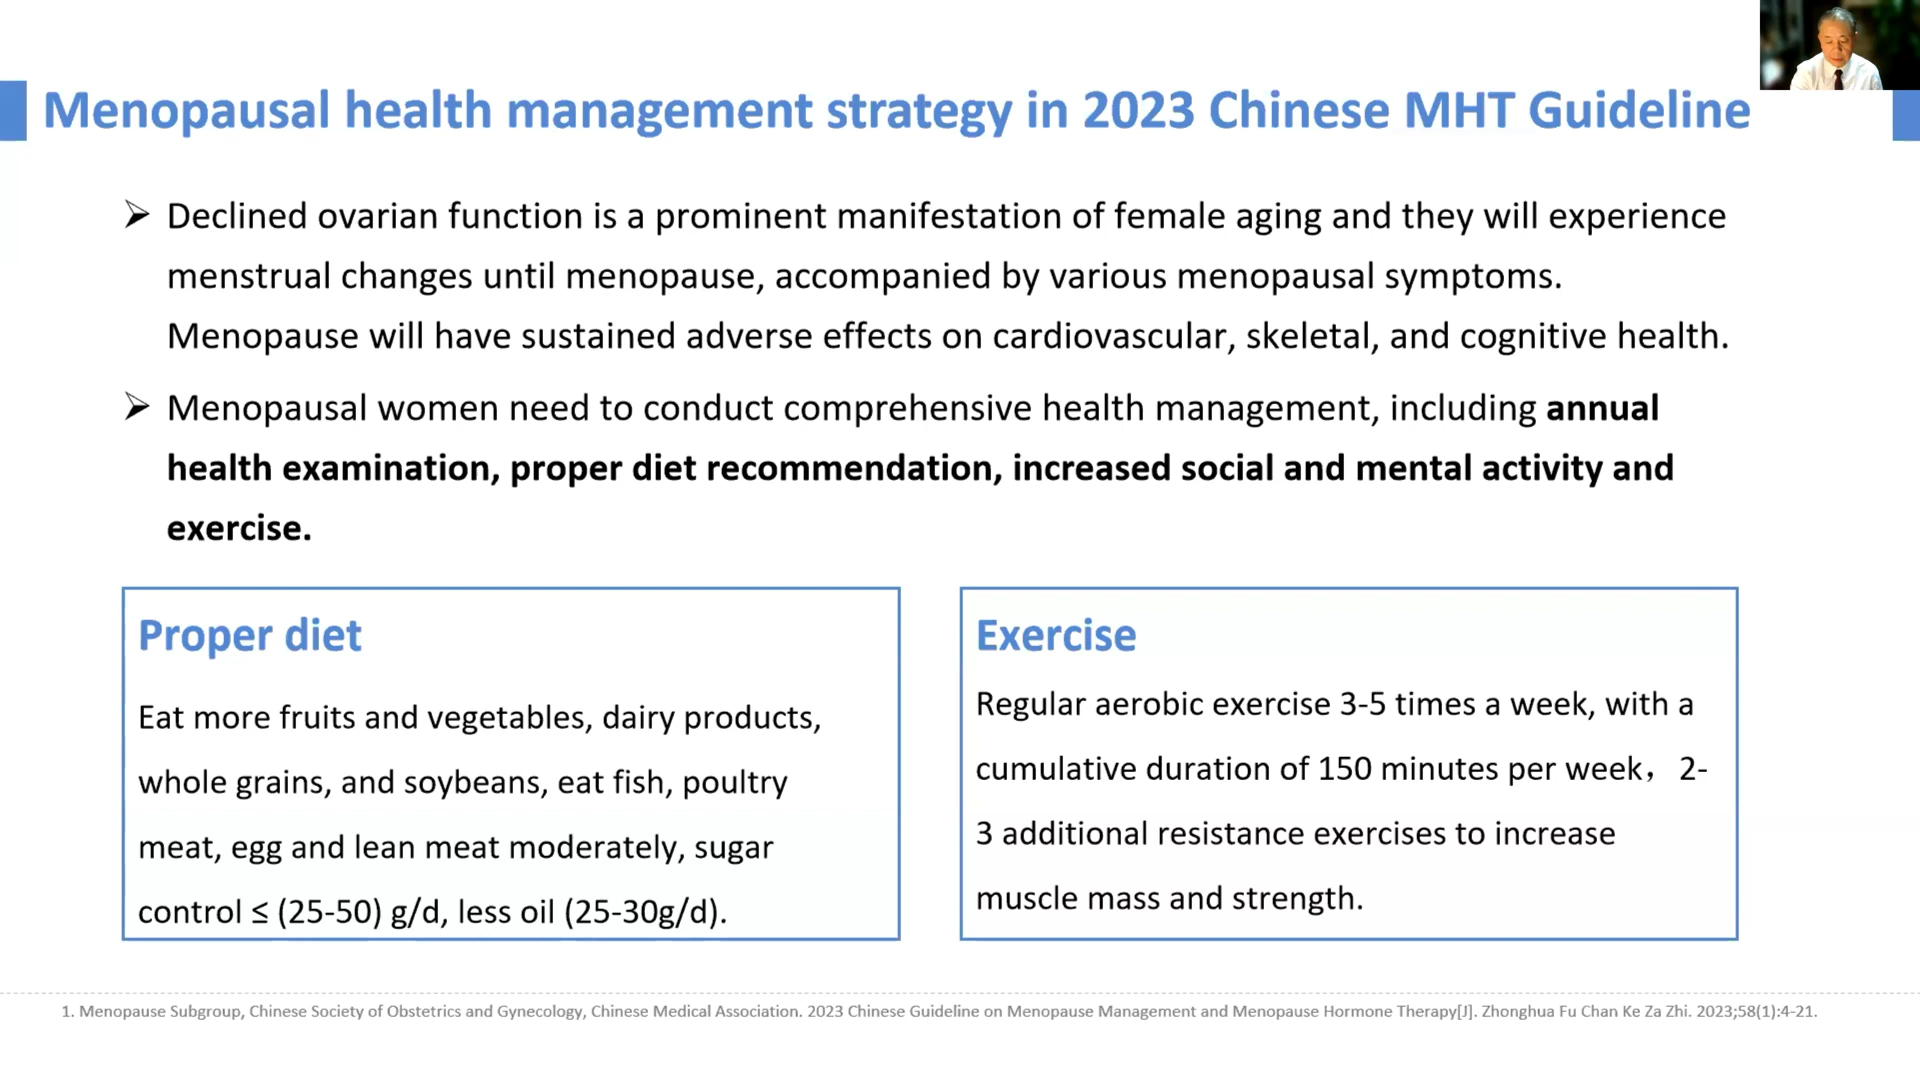 Menopausal health management strategy in 2023 Chinese MHT Guideline
Declined ovarian function is a prominent manifestation of female aging and they will experience
menstrual changes until menopause, accompanied by various menopausal symptoms.
Menopause will have sustained adverse effects on cardiovascular, skeletal, and cognitive health.
Menopausal women need to conduct comprehensive health management, including annual
health examination, proper diet recommendation, increased social and mental activity and
exercise.
Proper diet
Eat more fruits and vegetables, dairy products,
whole grains, and soybeans, eat fish, poultry
meat, egg and lean meat moderately, sugar
control ≤ (25-50) g/d, less oil (25-30g/d).
Exercise
Regular aerobic exercise 3-5 times a week, with a
cumulative duration of 150 minutes per week，2-
3 additional resistance exercises to increase
muscle mass and strength.
1. Menopause Subgroup, Chinese Society of Obstetrics and Gynecology, Chinese Medical Association. 2023 Chinese Guideline on Menopause Management and Menopause Hormone Therapy[J]. Zhonghua Fu Chan Ke Za Zhi. 2023;58(1):4-21.